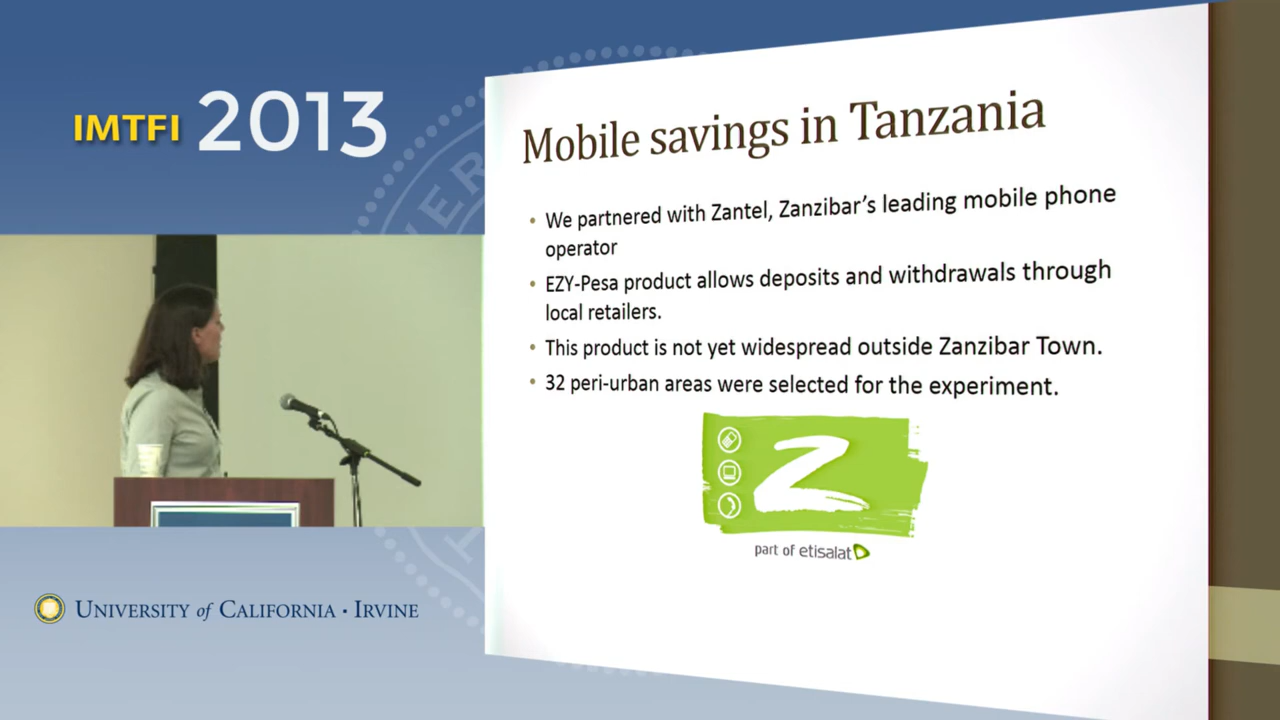 IMTFI 2013
Mobile savings in Tanzania
• We partnered with Zantel, Zanzibar's leading mobile phone
operator
• EZY-Pesa product allows deposits and withdrawals through
local retailers.
• This product is not yet widespread outside Zanzibar Town.
• 32 peri-urban areas were selected for the experiment.
Z
part of etisalat
UNIVERSITY of CALIFORNIA • IRVINE